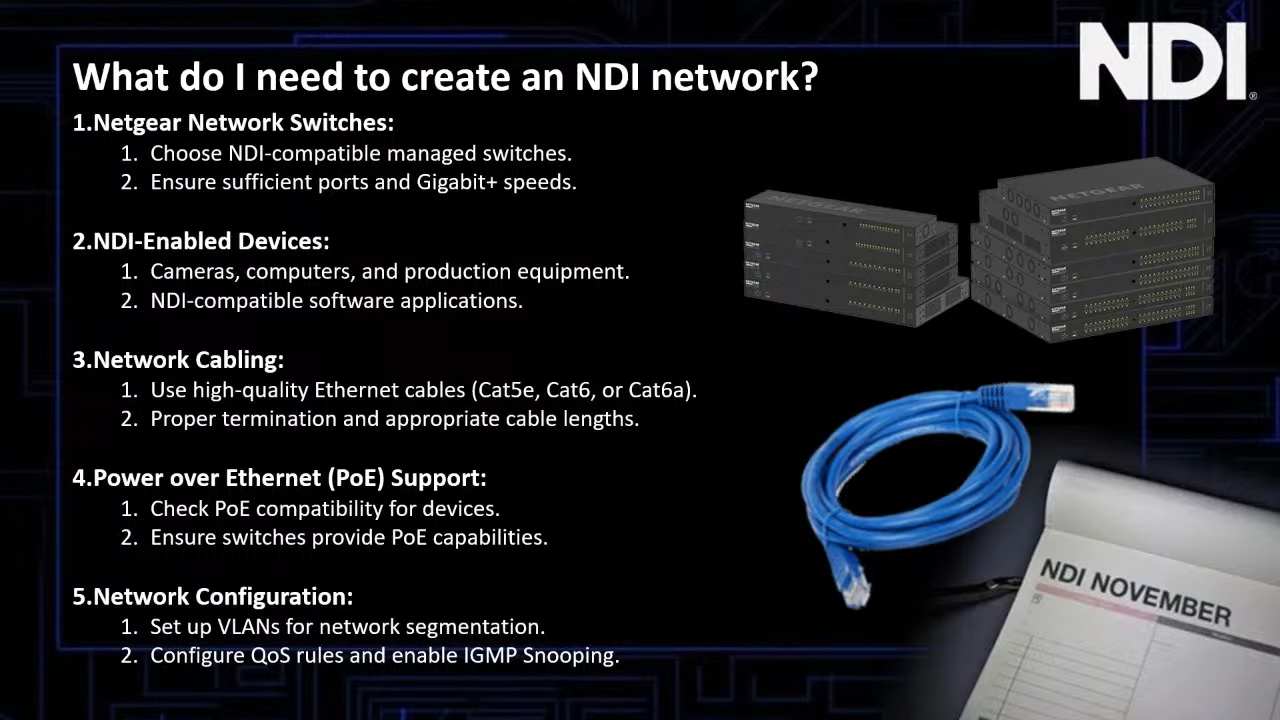 NDI®
What do I need to create an NDI network?
1.Netgear Network Switches:
1. Choose NDI-compatible managed switches.
2. Ensure sufficient ports and Gigabit+ speeds.
2.NDI-Enabled Devices:
1. Cameras, computers, and production equipment.
2. NDI-compatible software applications.
3.Network Cabling:
1. Use high-quality Ethernet cables (Cat5e, Cat6, or Cat6a).
2. Proper termination and appropriate cable lengths.
4.Power over Ethernet (PoE) Support:
1. Check PoE compatibility for devices.
2. Ensure switches provide PoE capabilities.
5.Network Configuration:
1. Set up VLANs for network segmentation.
2. Configure QoS rules and enable IGMP Snooping.
NETGEAR
NETGEAR
NDI NOVEMBER